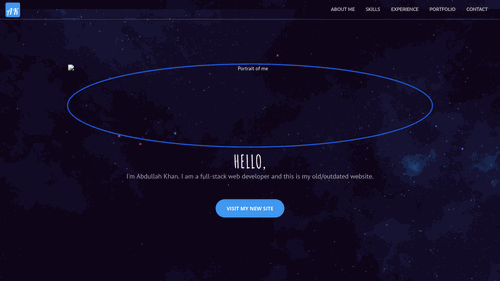 AK
ABOUT ME
SKILLS
EXPERIENCE
PORTFOLIO
CONTACT
Portrait of me
HELLO,
I'm Abdullah Khan. I am a full-stack web developer and this is my old/outdated website.
VISIT MY NEW SITE